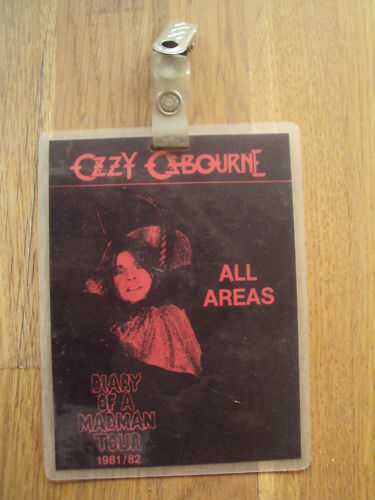 OZZY OSBOURNE
ALL
AREAS
DIARY
OF A
MADMAN
TOUR
1981/82